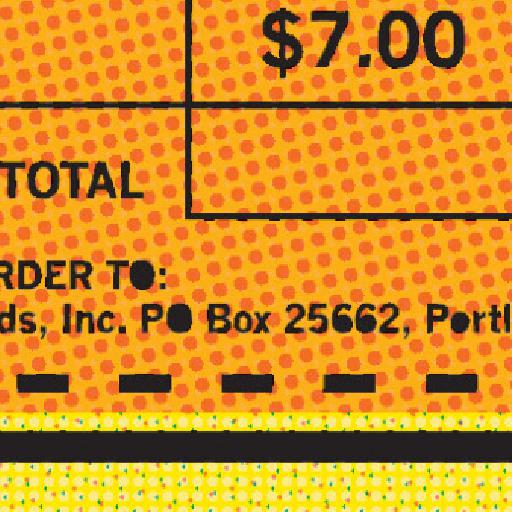 $7.00
TOTAL
RDER TO:
ds, Inc. PO Box 25662, Portl